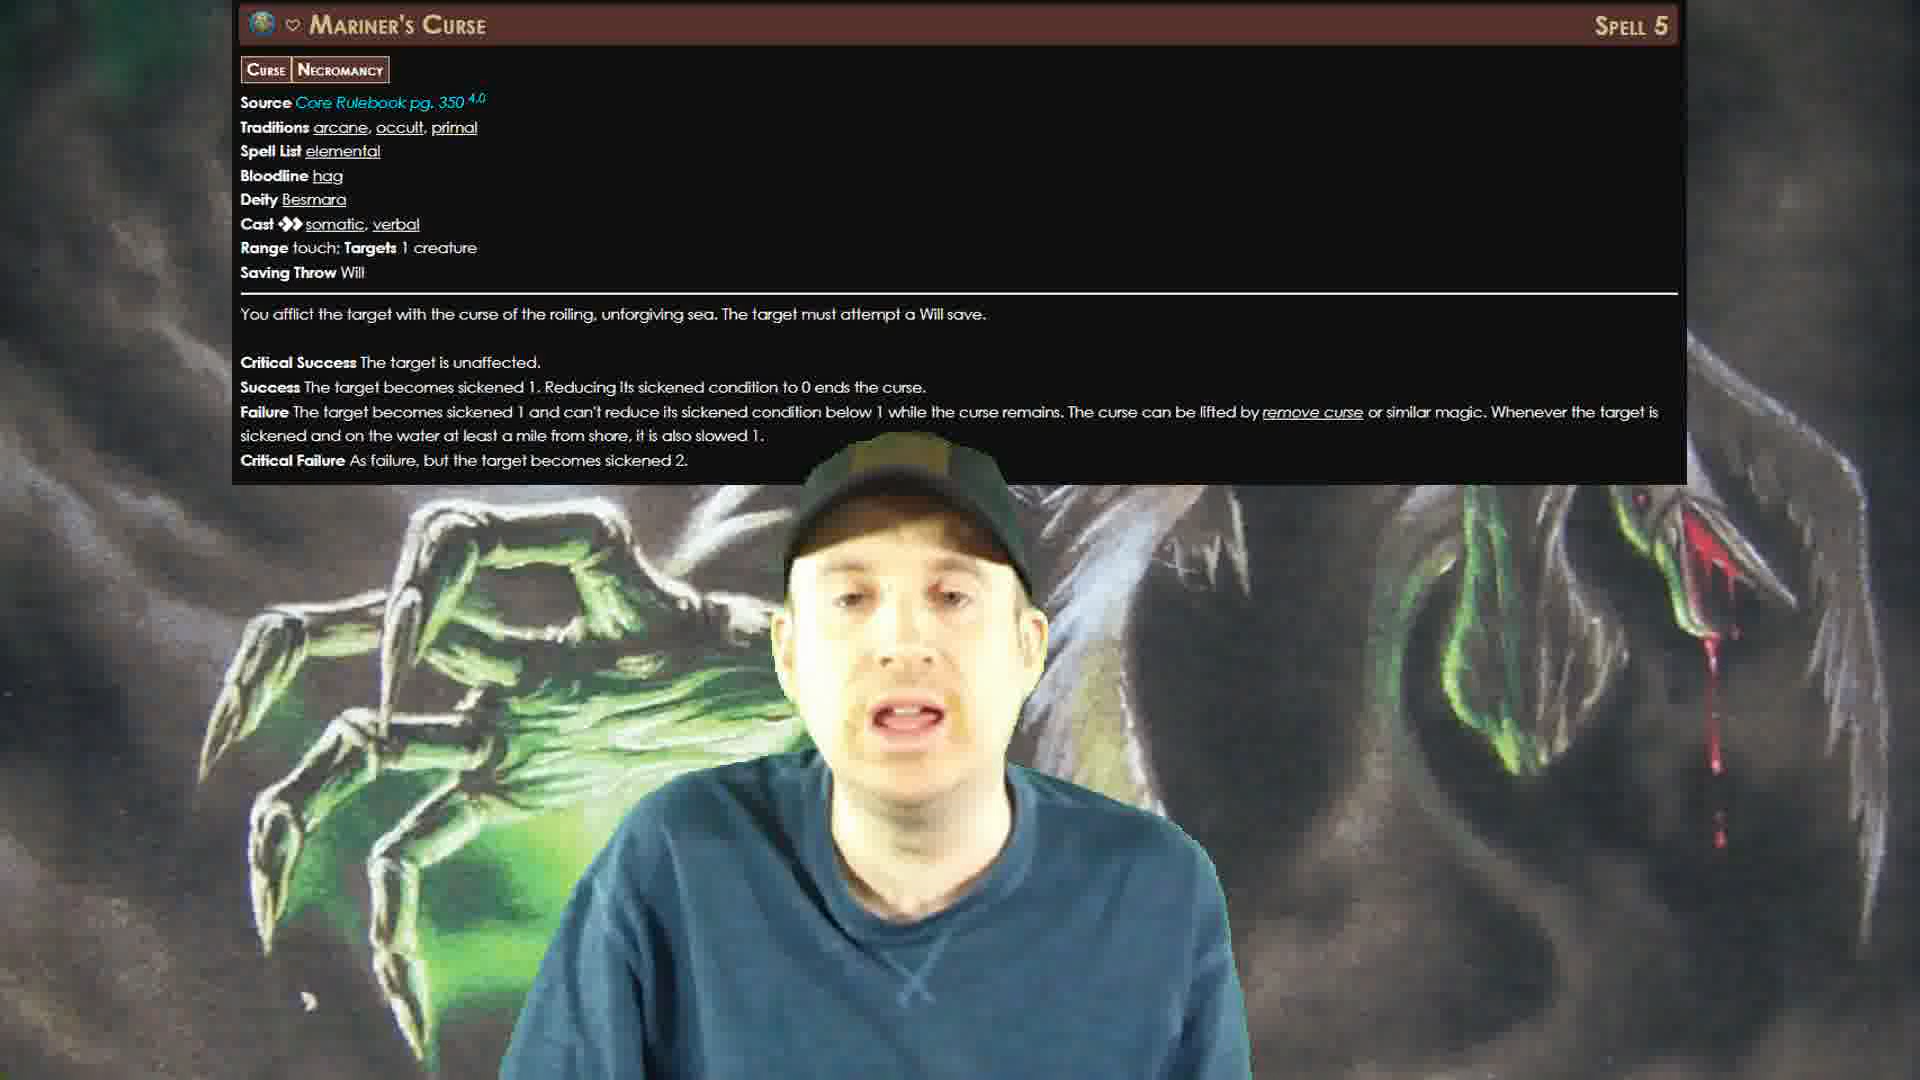 Mariner's Curse
Spell 5
Curse Necromancy
Source Core Rulebook pg. 350 4.0
Traditions arcane, occult, primal
Spell List elemental
Bloodline hag
Deity Besmara
Cast somatic, verbal
Range touch; Targets 1 creature
Saving Throw Will
You afflict the target with the curse of the roiling, unforgiving sea. The target must attempt a Will save.
Critical Success The target is unaffected.
Success The target becomes sickened 1. Reducing its sickened condition to 0 ends the curse.
Failure The target becomes sickened 1 and can't reduce its sickened condition below 1 while the curse remains. The curse can be lifted by remove curse or similar magic. Whenever the target is
sickened and on the water at least a mile from shore, it is also slowed 1.
Critical Failure As failure, but the target becomes sickened 2.